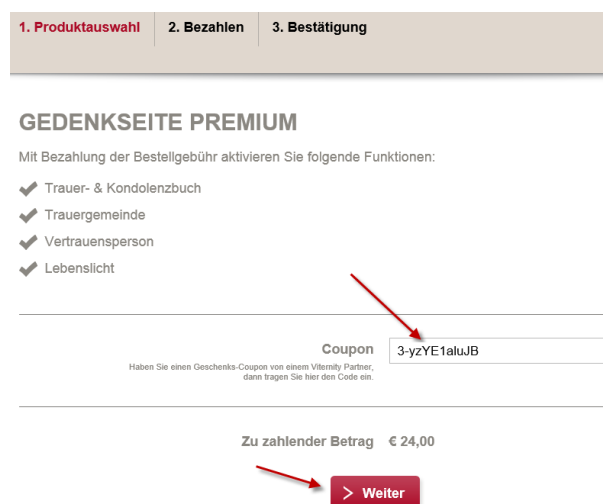 1. Produktauswahl 2. Bezahlen 3. Bestätigung
GEDENKSEITE PREMIUM
Mit Bezahlung der Bestellgebühr aktivieren Sie folgende Funktionen:
Trauer- & Kondolenzbuch
Trauergemeinde
Vertrauensperson
Lebenslicht
Coupon 3-yzYE1aluJB
Haben Sie einen Geschenks-Coupon von einem Viternity Partner,
dann tragen Sie hier den Code ein.
Zu zahlender Betrag € 24,00
> Weiter